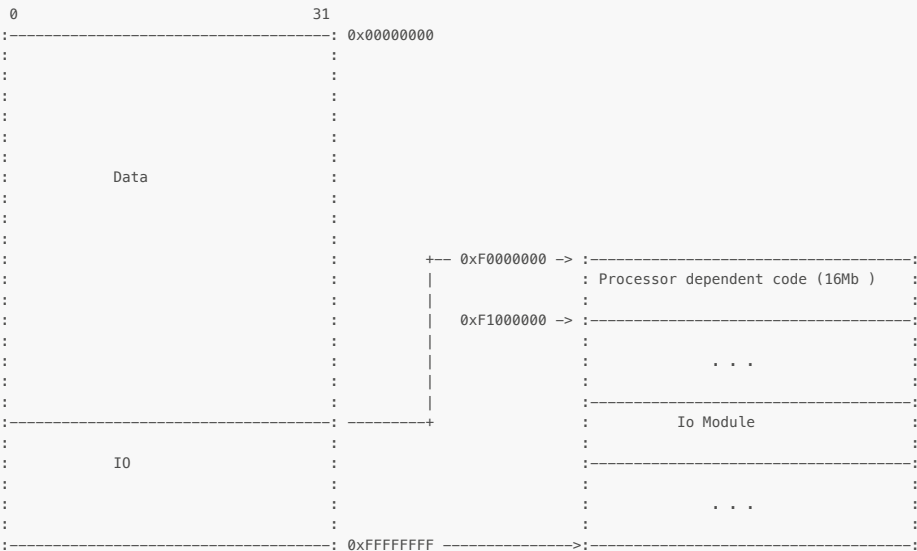 0 31
0x00000000
Data
0xF0000000 ->
Processor dependent code (16Mb )
0xF1000000 ->
. . .
Io Module
IO
. . .
0xFFFFFFFF